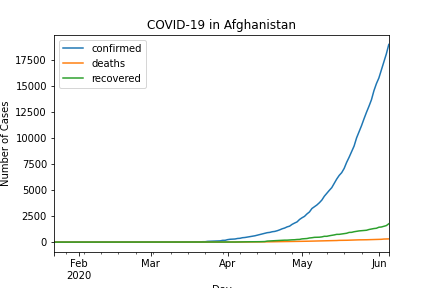 COVID-19 in Afghanistan
confirmed
deaths
recovered
Number of Cases
17500
15000
12500
10000
7500
5000
2500
0
Feb
2020
Mar
Apr
May
Jun